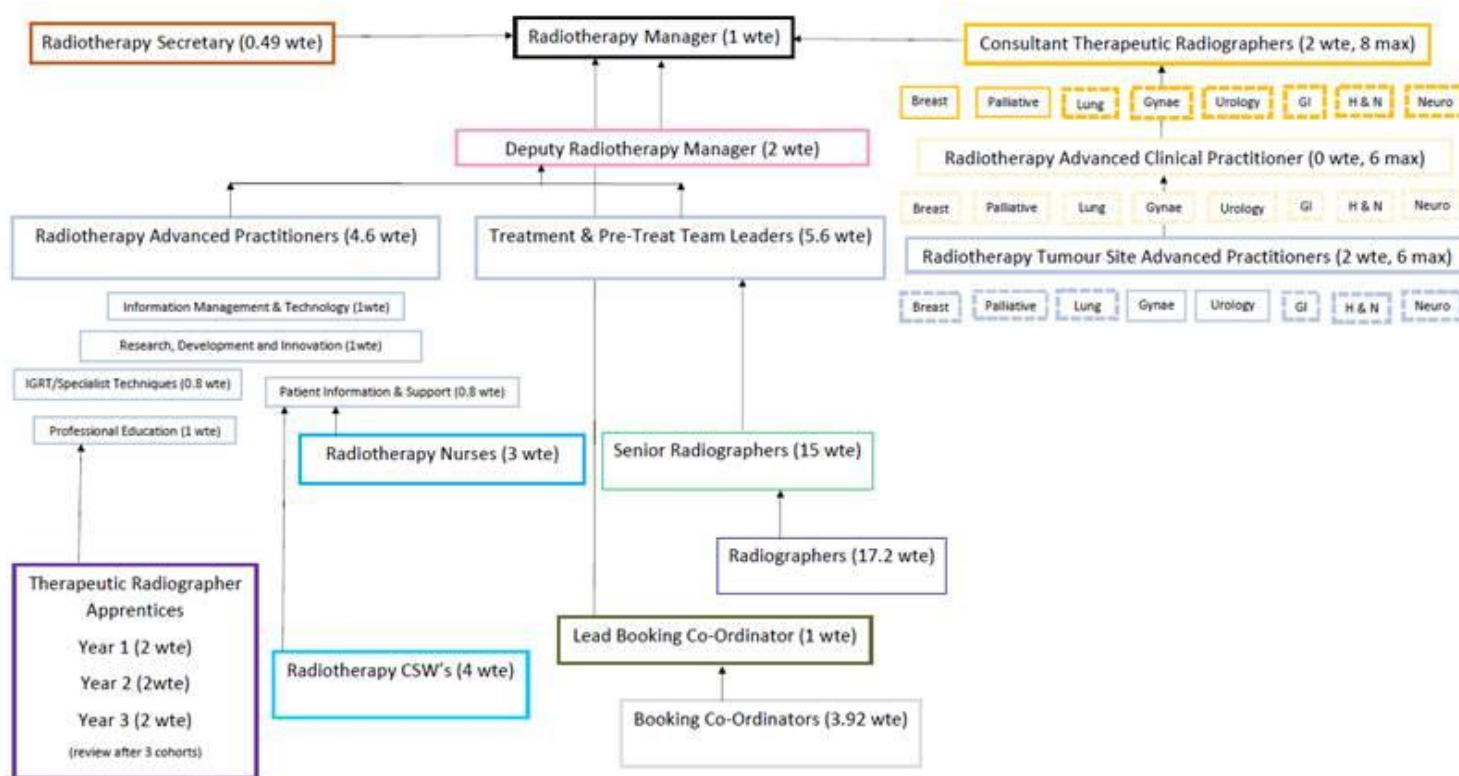 Radiotherapy Secretary (0.49 wte)
Radiotherapy Manager (1 wte)
Consultant Therapeutic Radiographers (2 wte, 8 max)
Breast
Palliative
Lung
Gynae
Urology
GI
H & N
Neuro
Deputy Radiotherapy Manager (2 wte)
Radiotherapy Advanced Clinical Practitioner (0 wte, 6 max)
Breast
Palliative
Lung
Gynae
Urology
GI
H & N
Neuro
Radiotherapy Advanced Practitioners (4.6 wte)
Treatment & Pre-Treat Team Leaders (5.6 wte)
Radiotherapy Tumour Site Advanced Practitioners (2 wte, 6 max)
Breast
Palliative
Lung
Gynae
Urology
GI
H & N
Neuro
Information Management & Technology (1wte)
Research, Development and Innovation (1wte)
IGRT/Specialist Techniques (0.8 wte)
Patient Information & Support (0.8 wte)
Professional Education (1 wte)
Radiotherapy Nurses (3 wte)
Senior Radiographers (15 wte)
Radiographers (17.2 wte)
Therapeutic Radiographer
Apprentices
Year 1 (2 wte)
Year 2 (2wte)
Year 3 (2 wte)
(review after 3 cohorts)
Radiotherapy CSW's (4 wte)
Lead Booking Co-Ordinator (1 wte)
Booking Co-Ordinators (3.92 wte)